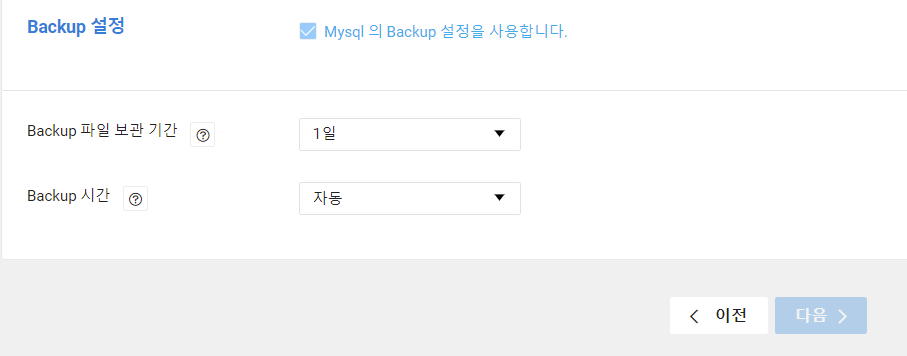 Backup 설정
Mysql 의 Backup 설정을 사용합니다.
Backup 파일 보관 기간 ?
1일
Backup 시간 ?
자동
이전
다음